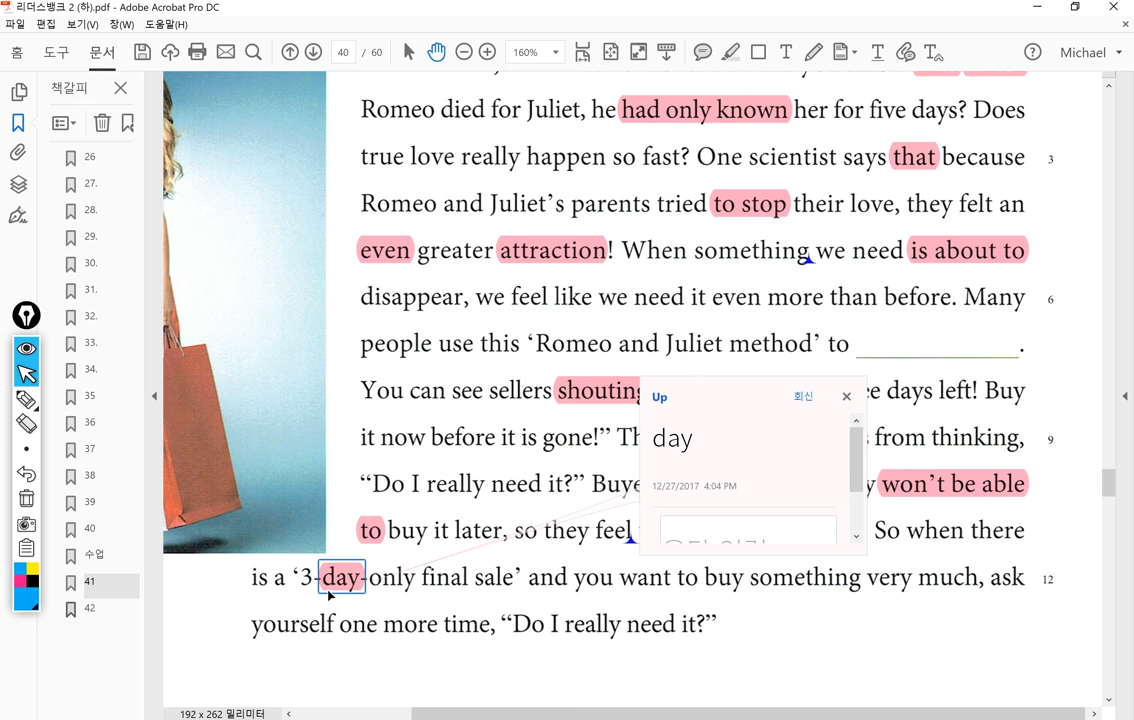 리더스뱅크 2 (하).pdf - Adobe Acrobat Pro DC
파일 편집 보기(V) 창(W) 도움말(H)
홈 도구 문서 40 / 60 160% Michael
책갈피
26
27.
28.
29.
30.
31.
32.
33.
34.
35
36
37
38
39
40
수업
41
42
Romeo died for Juliet, he had only known her for five days? Does
true love really happen so fast? One scientist says that because 3
Romeo and Juliet’s parents tried to stop their love, they felt an
even greater attraction! When something we need is about to
disappear, we feel like we need it even more than before. Many 6
people use this ‘Romeo and Juliet method’ to .
You can see sellers shouting days left! Buy
it now before it is gone!” from thinking, 9
“Do I really need it?” won’t be able
to buy it later, so they feel So when there
is a ‘3-day-only final sale’ and you want to buy something very much, ask 12
yourself one more time, “Do I really need it?”
Up 회신
day
12/27/2017 4:04 PM
192 x 262 밀리미터